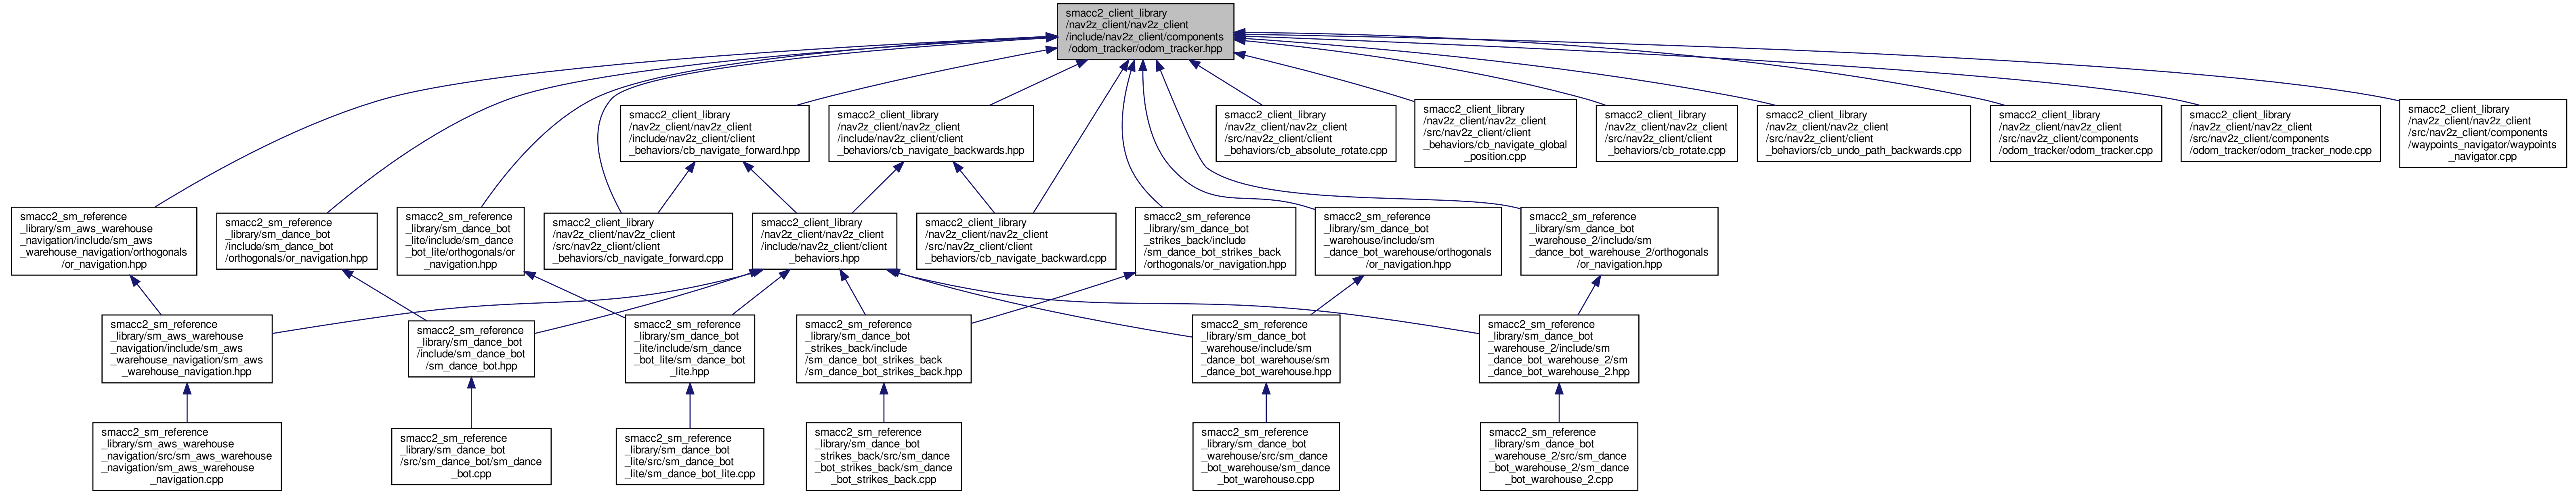 smacc2_client_library
/nav2z_client/nav2z_client
/include/nav2z_client/components
/odom_tracker/odom_tracker.hpp
smacc2_client_library
/nav2z_client/nav2z_client
/include/nav2z_client/client
_behaviors/cb_navigate_forward.hpp
smacc2_client_library
/nav2z_client/nav2z_client
/include/nav2z_client/client
_behaviors/cb_navigate_backwards.hpp
smacc2_client_library
/nav2z_client/nav2z_client
/src/nav2z_client/client
_behaviors/cb_absolute_rotate.cpp
smacc2_client_library
/nav2z_client/nav2z_client
/src/nav2z_client/client
_behaviors/cb_navigate_global
_position.cpp
smacc2_client_library
/nav2z_client/nav2z_client
/src/nav2z_client/client
_behaviors/cb_rotate.cpp
smacc2_client_library
/nav2z_client/nav2z_client
/src/nav2z_client/client
_behaviors/cb_undo_path_backwards.cpp
smacc2_client_library
/nav2z_client/nav2z_client
/src/nav2z_client/components
/odom_tracker/odom_tracker.cpp
smacc2_client_library
/nav2z_client/nav2z_client
/src/nav2z_client/components
/odom_tracker/odom_tracker_node.cpp
smacc2_client_library
/nav2z_client/nav2z_client
/src/nav2z_client/components
/waypoints_navigator/waypoints
_navigator.cpp
smacc2_sm_reference
_library/sm_aws_warehouse
_navigation/include/sm_aws
_warehouse_navigation/orthogonals
/or_navigation.hpp
smacc2_sm_reference
_library/sm_dance_bot
/include/sm_dance_bot
/orthogonals/or_navigation.hpp
smacc2_sm_reference
_library/sm_dance_bot
_lite/include/sm_dance
_bot_lite/orthogonals/or
_navigation.hpp
smacc2_client_library
/nav2z_client/nav2z_client
/src/nav2z_client/client
_behaviors/cb_navigate_forward.cpp
smacc2_client_library
/nav2z_client/nav2z_client
/include/nav2z_client/client
_behaviors.hpp
smacc2_client_library
/nav2z_client/nav2z_client
/src/nav2z_client/client
_behaviors/cb_navigate_backward.cpp
smacc2_sm_reference
_library/sm_dance_bot
_strikes_back/include
/sm_dance_bot_strikes_back
/orthogonals/or_navigation.hpp
smacc2_sm_reference
_library/sm_dance_bot
_warehouse/include/sm
_dance_bot_warehouse/orthogonals
/or_navigation.hpp
smacc2_sm_reference
_library/sm_dance_bot
_warehouse_2/include/sm
_dance_bot_warehouse_2/orthogonals
/or_navigation.hpp
smacc2_sm_reference
_library/sm_aws_warehouse
_navigation/include/sm_aws
_warehouse_navigation/sm_aws
_warehouse_navigation.hpp
smacc2_sm_reference
_library/sm_dance_bot
/include/sm_dance_bot
/sm_dance_bot.hpp
smacc2_sm_reference
_library/sm_dance_bot
_lite/include/sm_dance
_bot_lite/sm_dance_bot
_lite.hpp
smacc2_sm_reference
_library/sm_dance_bot
_strikes_back/include
/sm_dance_bot_strikes_back
/sm_dance_bot_strikes_back.hpp
smacc2_sm_reference
_library/sm_dance_bot
_warehouse/include/sm
_dance_bot_warehouse/sm
_dance_bot_warehouse.hpp
smacc2_sm_reference
_library/sm_dance_bot
_warehouse_2/include/sm
_dance_bot_warehouse_2/sm
_dance_bot_warehouse_2.hpp
smacc2_sm_reference
_library/sm_aws_warehouse
_navigation/src/sm_aws_warehouse
_navigation/sm_aws_warehouse
_navigation.cpp
smacc2_sm_reference
_library/sm_dance_bot
/src/sm_dance_bot/sm_dance
_bot.cpp
smacc2_sm_reference
_library/sm_dance_bot
_lite/src/sm_dance_bot
_lite/sm_dance_bot_lite.cpp
smacc2_sm_reference
_library/sm_dance_bot
_strikes_back/src/sm_dance
_bot_strikes_back/sm_dance
_bot_strikes_back.cpp
smacc2_sm_reference
_library/sm_dance_bot
_warehouse/src/sm_dance
_bot_warehouse/sm_dance
_bot_warehouse.cpp
smacc2_sm_reference
_library/sm_dance_bot
_warehouse_2/src/sm_dance
_bot_warehouse_2/sm_dance
_bot_warehouse_2.cpp